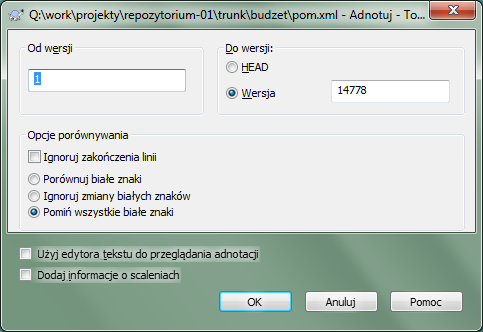 Q:\work\projekty\repozytorium-01\trunk\budzet\pom.xml - Adnotuj - To...
Od wersji
1
Do wersji:
HEAD
Wersja
14778
Opcje porównywania
Ignoruj zakończenia linii
Porównuj białe znaki
Ignoruj zmiany białych znaków
Pomiń wszystkie białe znaki
Użyj edytora tekstu do przeglądania adnotacji
Dodaj informacje o scaleniach
OK Anuluj Pomoc